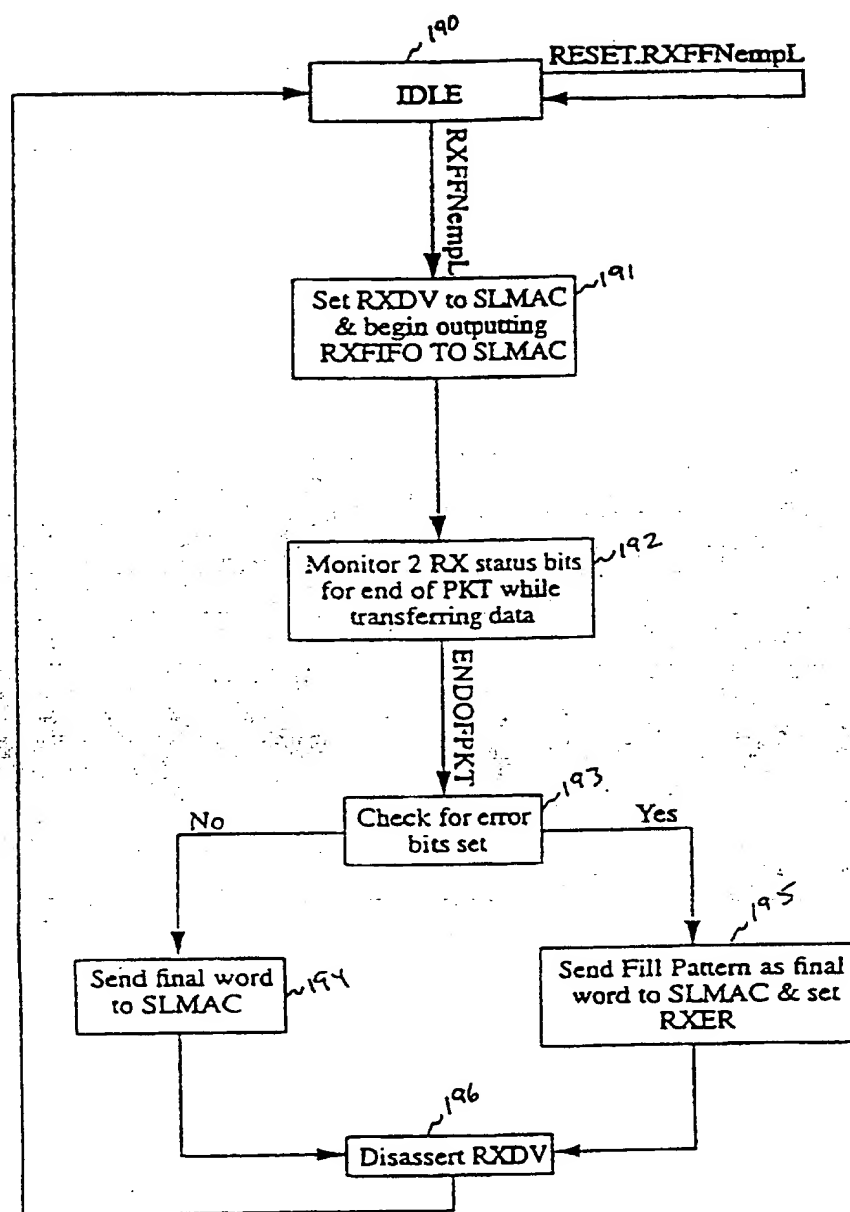 190
RESET.RXFFNempL
IDLE
RXFFNempL
191
Set RXDV to SLMAC
& begin outputting
RXFIFO TO SLMAC
192
Monitor 2 RX status bits
for end of PKT while
transferring data
ENDOFPKT
193
Check for error
bits set
No
Yes
194
Send final word
to SLMAC
195
Send Fill Pattern as final
word to SLMAC & set
RXER
196
Disassert RXDV